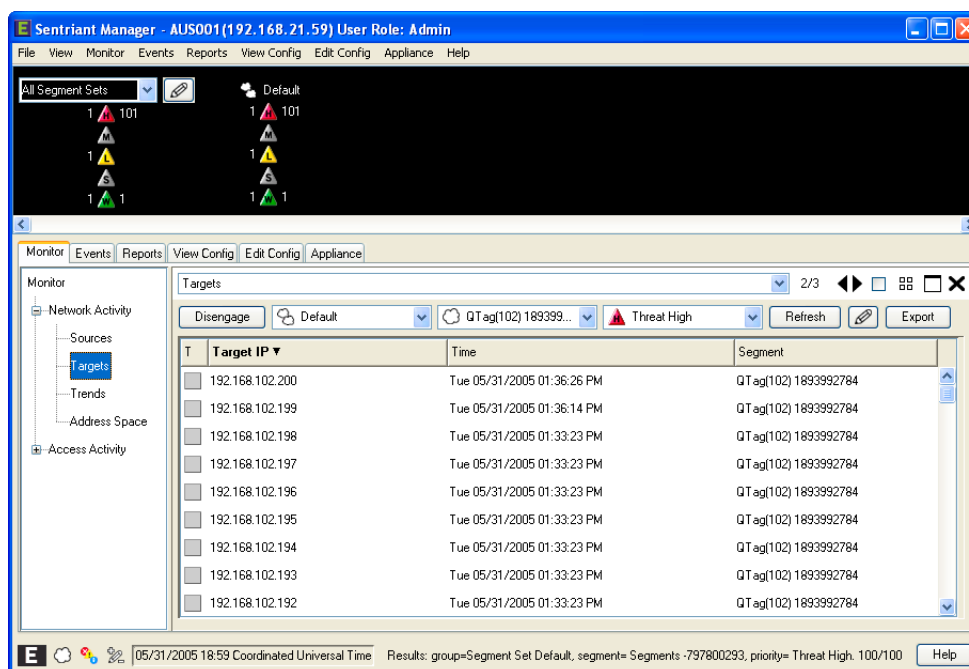 Sentriant Manager - AUS001(192.168.21.59) User Role: Admin
File View Monitor Events Reports View Config Edit Config Appliance Help
All Segment Sets Default
1 H 101 1 H 101
M M
1 L 1 L
S S
1 1 1 1
Monitor Events Reports View Config Edit Config Appliance
Monitor
Network Activity
Sources
Targets
Trends
Address Space
Access Activity
Targets 2/3
Disengage Default QTag(102) 189399... H Threat High Refresh Export
T Target IP Time Segment
192.168.102.200 Tue 05/31/2005 01:36:26 PM QTag(102) 1893992784
192.168.102.199 Tue 05/31/2005 01:36:14 PM QTag(102) 1893992784
192.168.102.198 Tue 05/31/2005 01:33:23 PM QTag(102) 1893992784
192.168.102.197 Tue 05/31/2005 01:33:23 PM QTag(102) 1893992784
192.168.102.196 Tue 05/31/2005 01:33:23 PM QTag(102) 1893992784
192.168.102.195 Tue 05/31/2005 01:33:23 PM QTag(102) 1893992784
192.168.102.194 Tue 05/31/2005 01:33:23 PM QTag(102) 1893992784
192.168.102.193 Tue 05/31/2005 01:33:23 PM QTag(102) 1893992784
192.168.102.192 Tue 05/31/2005 01:33:23 PM QTag(102) 1893992784
E 05/31/2005 18:59 Coordinated Universal Time Results: group=Segment Set Default, segment= Segments -797800293, priority= Threat High. 100/100 Help